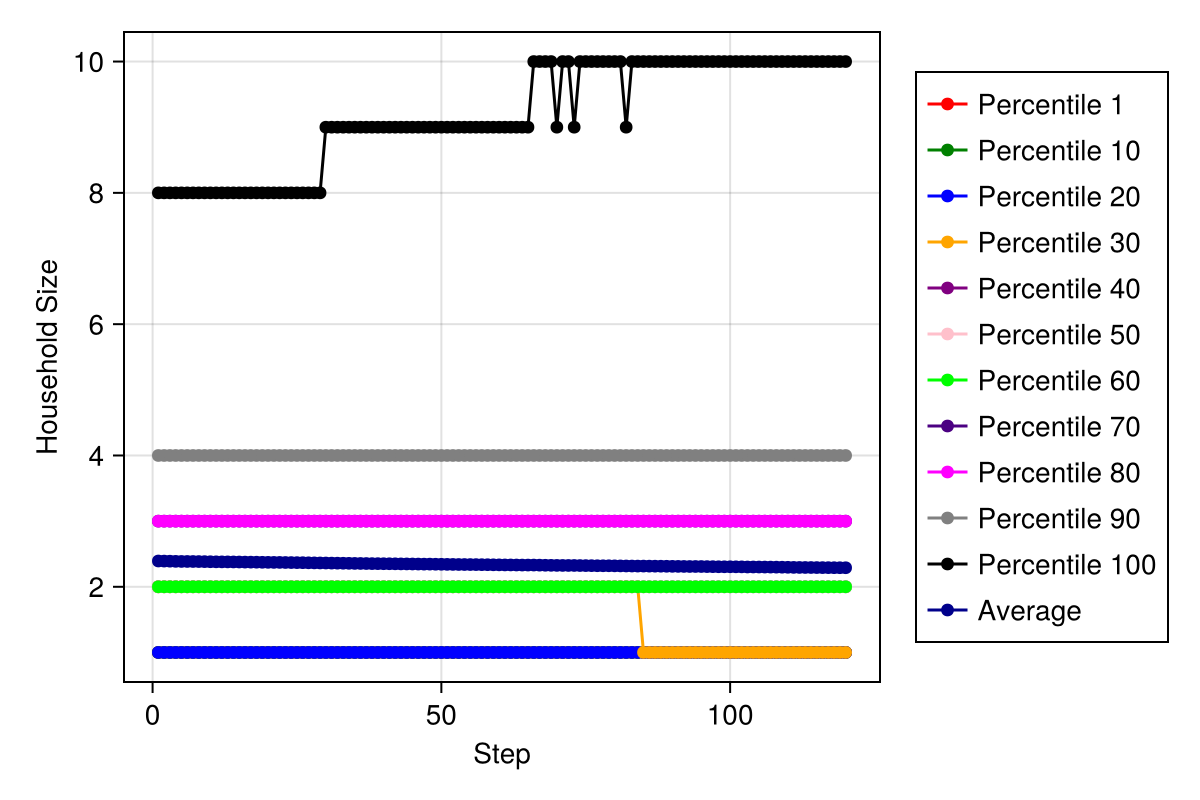 10
8
6
4
2
Household Size
0
50
100
Step
Percentile 1
Percentile 10
Percentile 20
Percentile 30
Percentile 40
Percentile 50
Percentile 60
Percentile 70
Percentile 80
Percentile 90
Percentile 100
Average